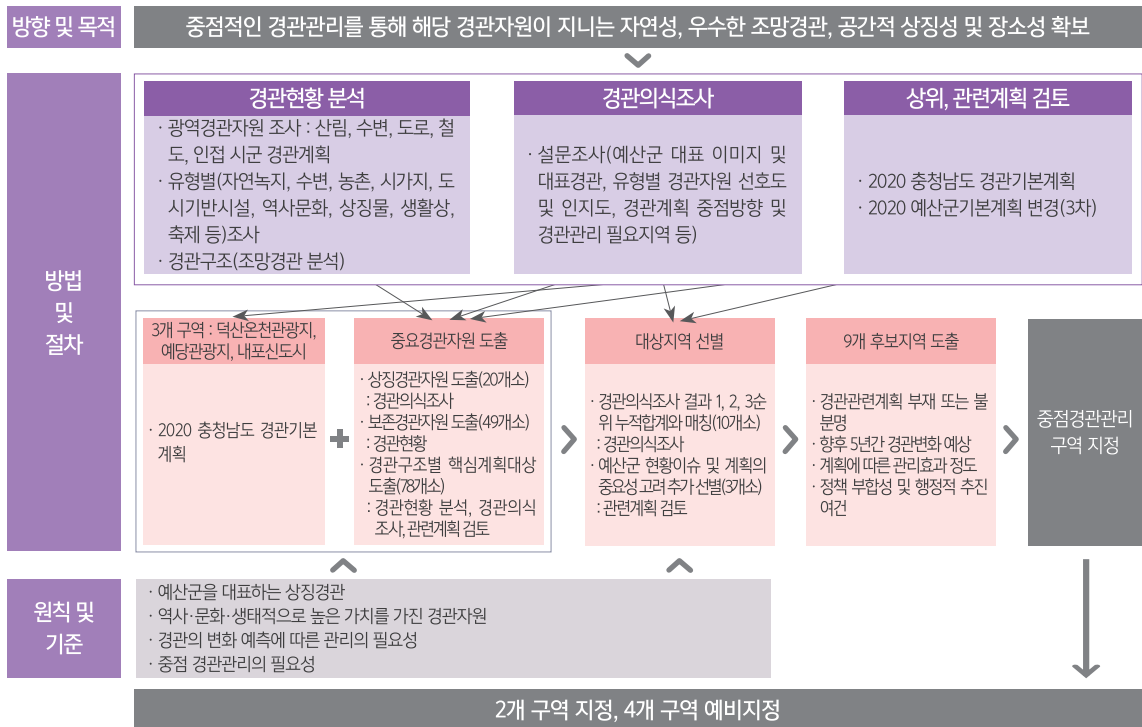 방향 및 목적
중점적인 경관관리를 통해 해당 경관자원이 지니는 자연성, 우수한 조망경관, 공간적 상징성 및 장소성 확보
방법
및
절차
경관현황 분석
· 광역경관자원 조사 : 산림, 수변, 도로, 철
도, 인접 시군 경관계획
· 유형별(자연녹지, 수변, 농촌, 시가지, 도
시기반시설, 역사문화, 상징물, 생활상,
축제 등)조사
· 경관구조(조망경관 분석)
경관의식조사
· 설문조사(예산군 대표 이미지 및
대표경관, 유형별 경관자원 선호도
및 인지도, 경관계획 중점방향 및
경관관리 필요지역 등)
상위, 관련계획 검토
· 2020 충청남도 경관기본계획
· 2020 예산군기본계획 변경(3차)
3개 구역 : 덕산온천관광지,
예당관광지, 내포신도시
· 2020 충청남도 경관기본
계획
중요경관자원 도출
· 상징경관자원 도출(20개소)
: 경관의식조사
· 보존경관자원 도출(49개소)
: 경관현황
· 경관구조별 핵심계획대상
도출(78개소)
: 경관현황 분석, 경관의식
조사, 관련계획 검토
대상지역 선별
· 경관의식조사 결과 1, 2, 3순
위 누적합계와 매칭(10개소)
: 경관의식조사
· 예산군 현황이슈 및 계획의
중요성 고려 추가 선별(3개소)
: 관련계획 검토
9개 후보지역 도출
· 경관관련계획 부재 또는 불
분명
· 향후 5년간 경관변화 예상
· 계획에 따른 관리효과 정도
· 정책 부합성 및 행정적 추진
여건
중점경관관리
구역 지정
원칙 및
기준
· 예산군을 대표하는 상징경관
· 역사·문화·생태적으로 높은 가치를 가진 경관자원
· 경관의 변화 예측에 따른 관리의 필요성
· 중점 경관관리의 필요성
2개 구역 지정, 4개 구역 예비지정